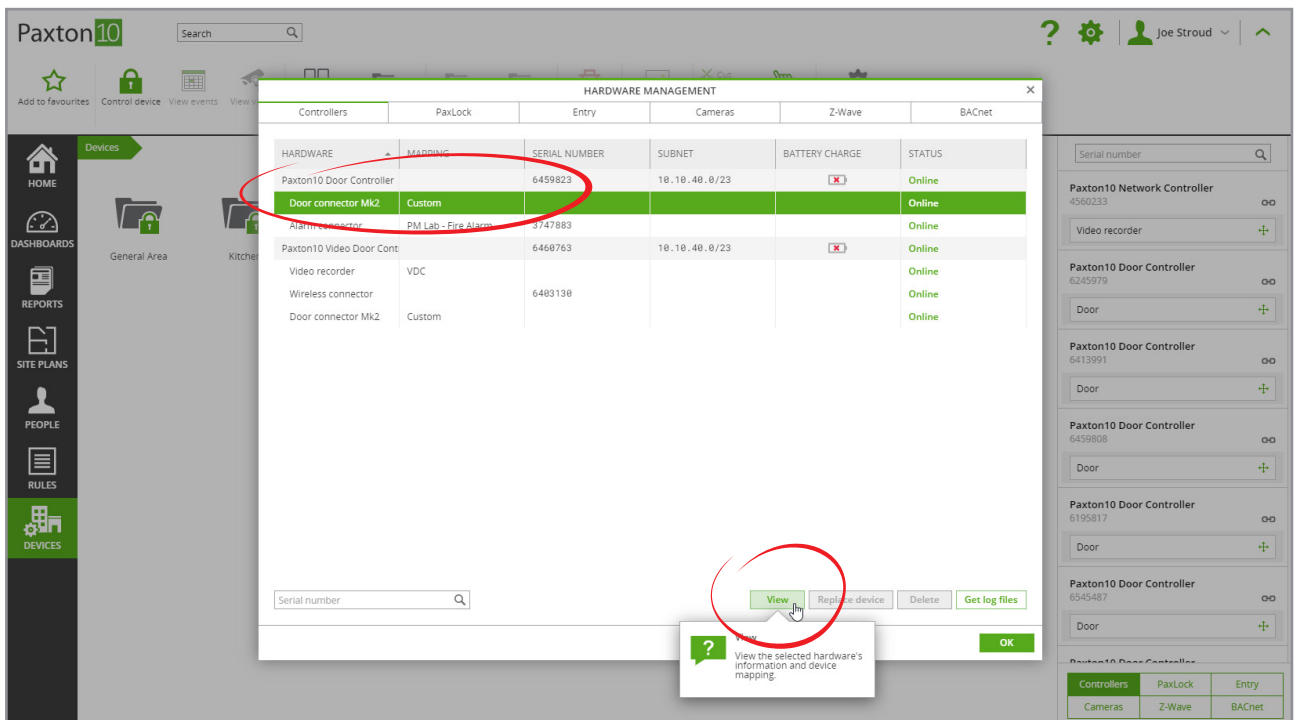 Paxton10
Search
Joe Stroud
Add to favourites
Control device
View events
HARDWARE MANAGEMENT
Controllers PaxLock Entry Cameras Z-Wave BACnet
HARDWARE MAPPING SERIAL NUMBER SUBNET BATTERY CHARGE STATUS
Paxton10 Door Controller 6459823 10.10.40.0/23 Online
Door connector Mk2 Custom Online
Alarm connector PM Lab - Fire Alarm 3747883 Online
Paxton10 Video Door Cont 6460763 10.10.40.0/23 Online
Video recorder VDC Online
Wireless connector 6403130 Online
Door connector Mk2 Custom Online
Serial number
View Replace device Delete Get log files
View
View the selected hardware's
information and device
mapping.
OK
Devices
General Area
Kitchen
HOME
DASHBOARDS
REPORTS
SITE PLANS
PEOPLE
RULES
DEVICES
Serial number
Paxton10 Network Controller
4560233
Video recorder
Paxton10 Door Controller
6245979
Door
Paxton10 Door Controller
6413991
Door
Paxton10 Door Controller
6459808
Door
Paxton10 Door Controller
6195817
Door
Paxton10 Door Controller
6545487
Door
Paxton10 Door Controller
Controllers PaxLock Entry
Cameras Z-Wave BACnet